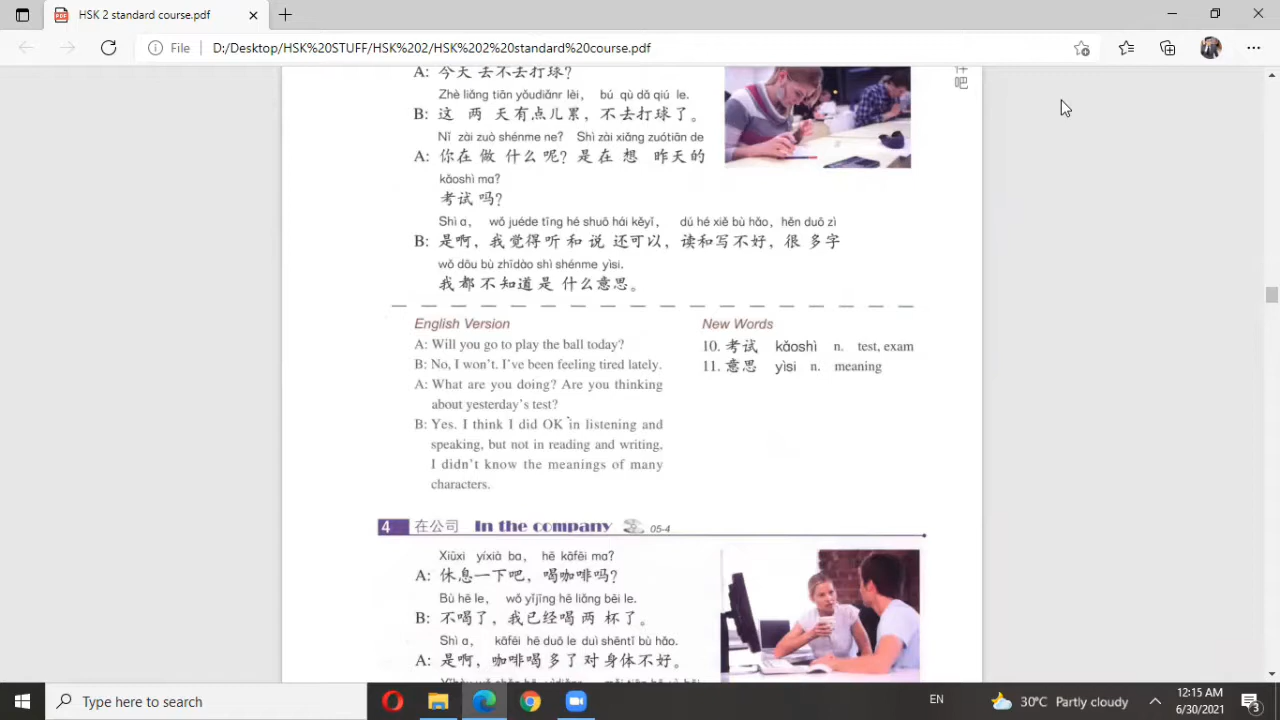 HSK 2 standard course.pdf
File
D:/Desktop/HSK%20STUFF/HSK%202/HSK%202%20standard%20course.pdf
A: 今天 去不去打球?
Zhè liǎng tiān yǒudiǎnr lèi, bú qù dǎ qiú le.
B: 这 两 天有点儿累, 不去打球了。
Nǐ zài zuò shénme ne? Shì zài xiǎng zuótiān de
A: 你在 做 什么 呢? 是在 想 昨天的
kǎoshì ma?
考试 吗?
Shì a, wǒ juéde tīng hé shuō hái kěyǐ, dú hé xiě bù hǎo, hěn duō zì
B: 是啊, 我觉得听 和 说 还可以, 读和写不好, 很 多字
wǒ dōu bù zhīdào shì shénme yìsi.
我 都 不 知道是 什么意思。
English Version
A: Will you go to play the ball today?
B: No, I won't. I've been feeling tired lately.
A: What are you doing? Are you thinking
about yesterday's test?
B: Yes. I think I did OK in listening and
speaking, but not in reading and writing,
I didn't know the meanings of many
characters.
New Words
10. 考试 kǎoshì n. test, exam
11. 意思 yìsi n. meaning
4 在公司 In the company 05-4
Xiūxi yíxià ba, hē kāfēi ma?
A: 休息一下吧, 喝咖啡吗?
Bù hē le, wǒ yǐjīng hē liǎng bēi le.
B: 不喝了, 我已经喝 两 杯了。
Shì a, kāfēi hē duō le duì shēntǐ bù hǎo.
A: 是啊, 咖啡喝 多了 对 身体 不好。
吧
Type here to search
EN
30°C Partly cloudy
12:15 AM
6/30/2021
3